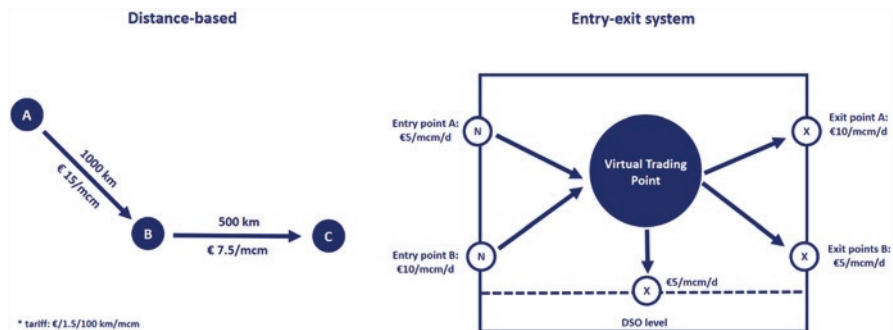 Distance-based
A
1000 km
€ 15/mcm
B
500 km
€ 7.5/mcm
C
* tariff: €/1.5/100 km/mcm
Entry-exit system
Entry point A:
€5/mcm/d
N
Entry point B:
€10/mcm/d
N
Virtual Trading
Point
Exit point A:
€10/mcm/d
X
Exit points B:
€5/mcm/d
X
€5/mcm/d
X
DSO level